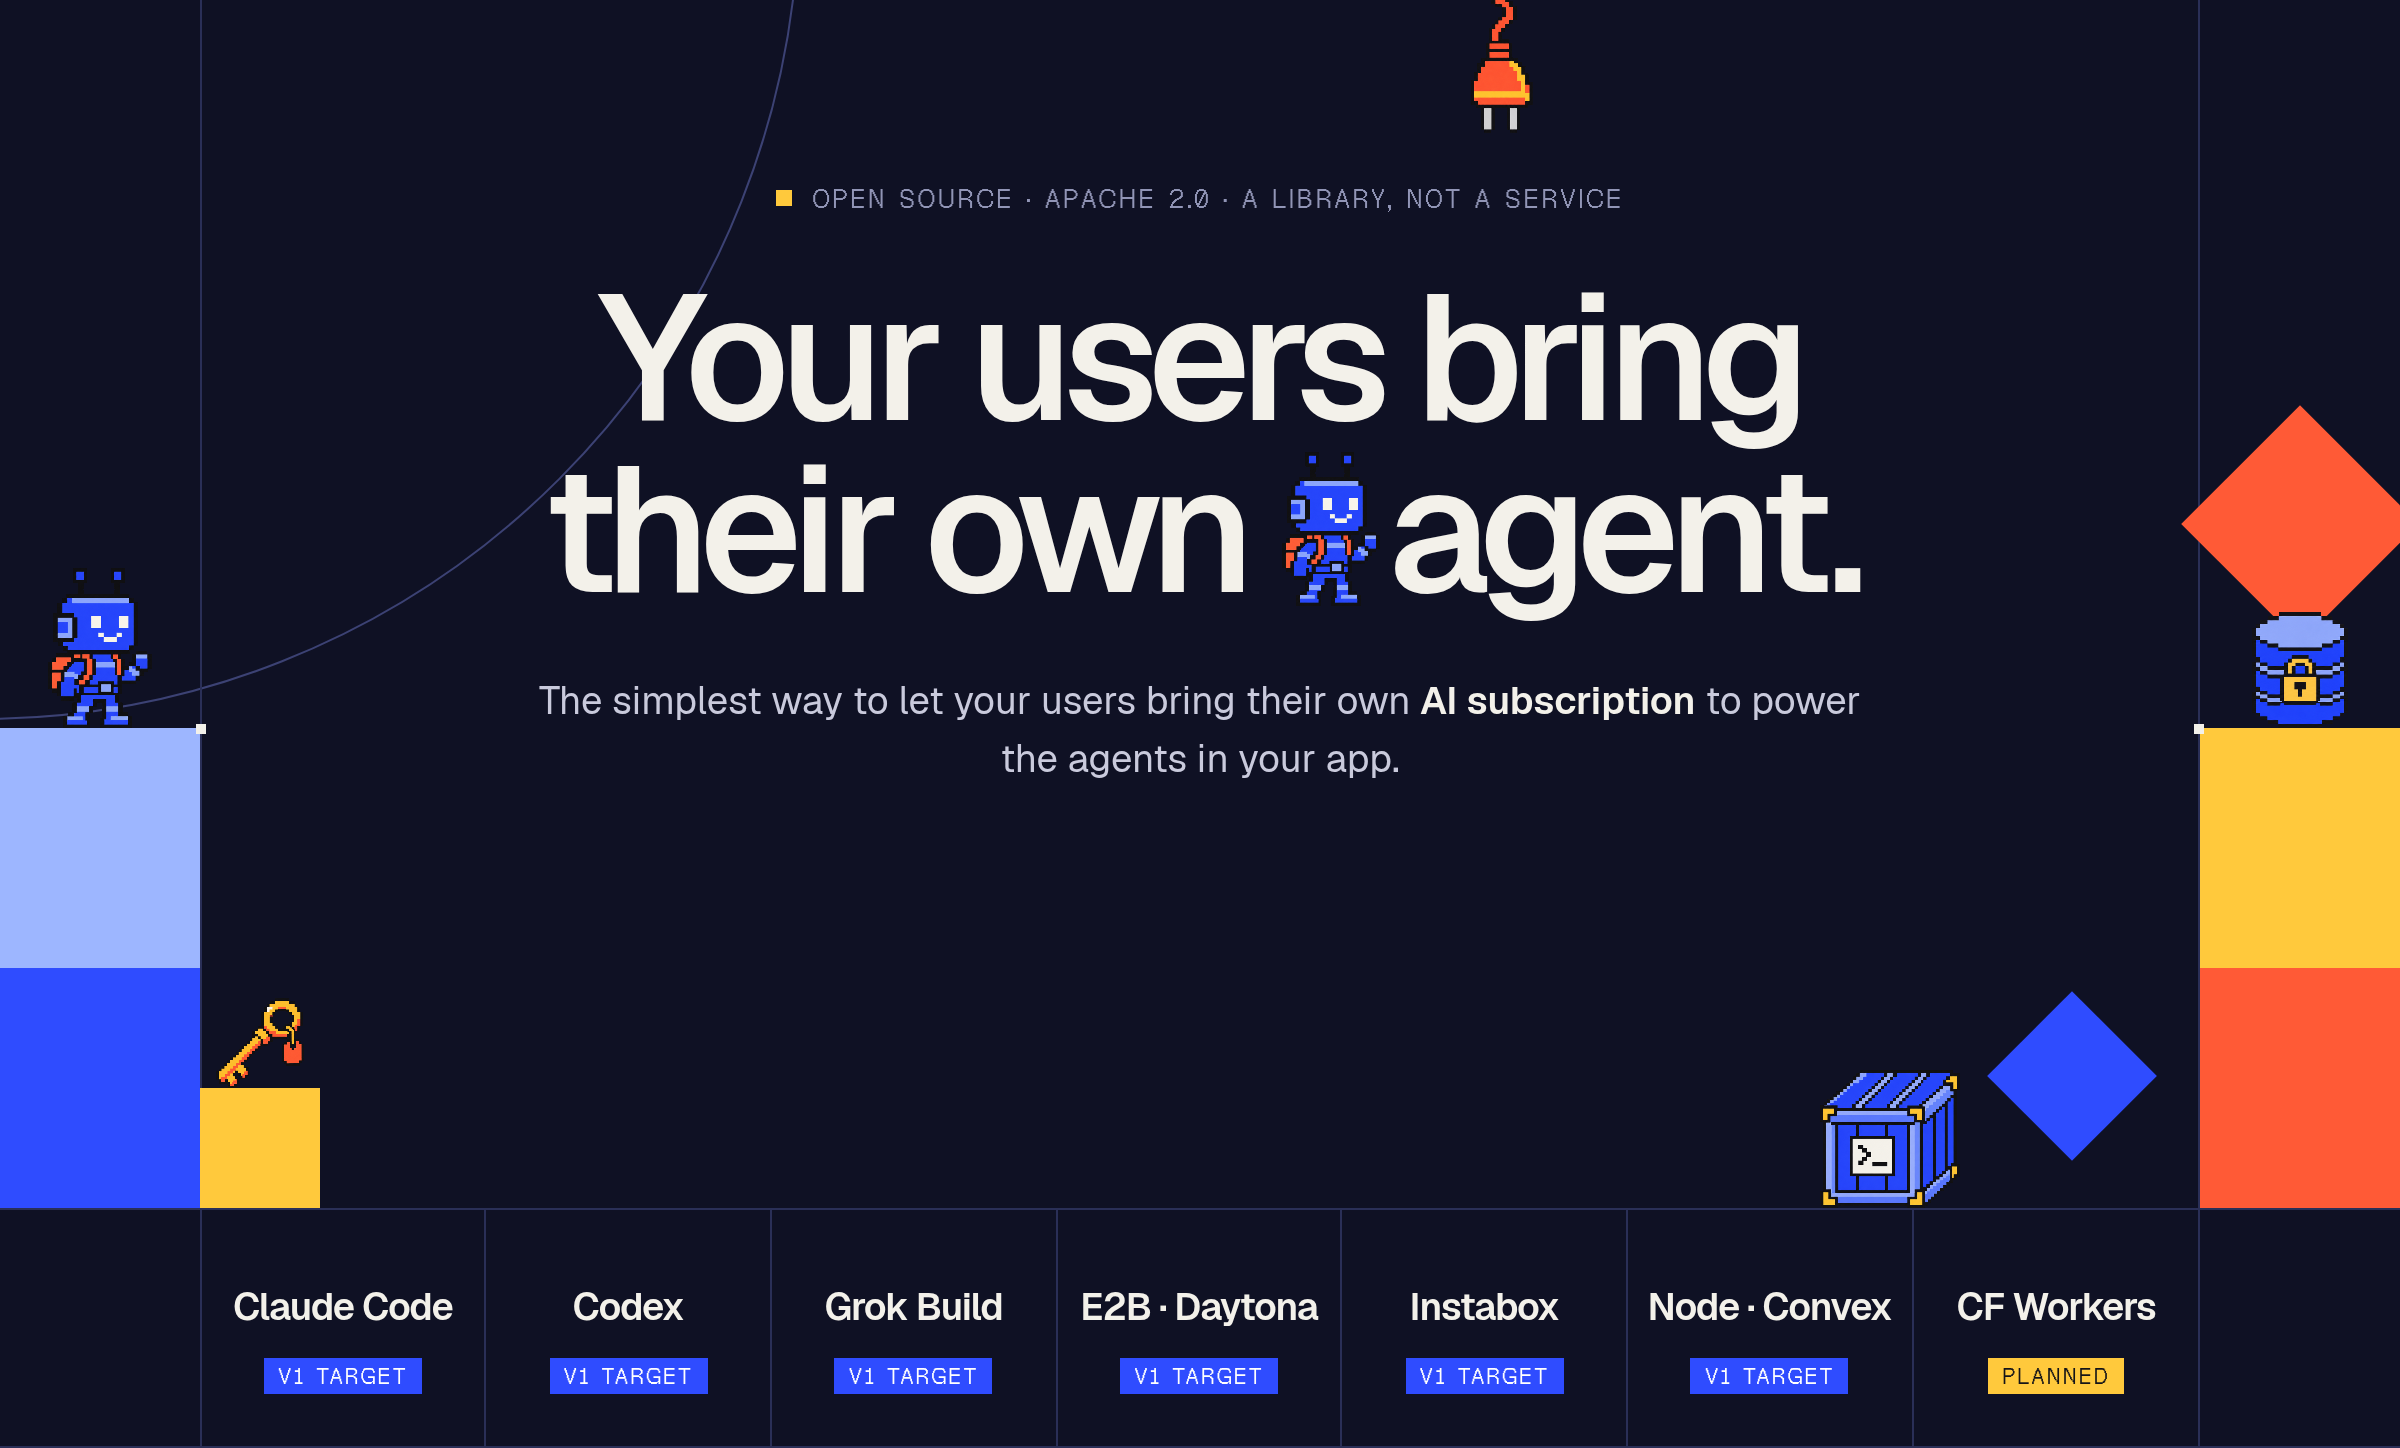 OPEN SOURCE · APACHE 2.0 · A LIBRARY, NOT A SERVICE
Your users bring
their own agent.
The simplest way to let your users bring their own AI subscription to power
the agents in your app.
>_
Claude Code
V1 TARGET
Codex
V1 TARGET
Grok Build
V1 TARGET
E2B · Daytona
V1 TARGET
Instabox
V1 TARGET
Node · Convex
V1 TARGET
CF Workers
PLANNED